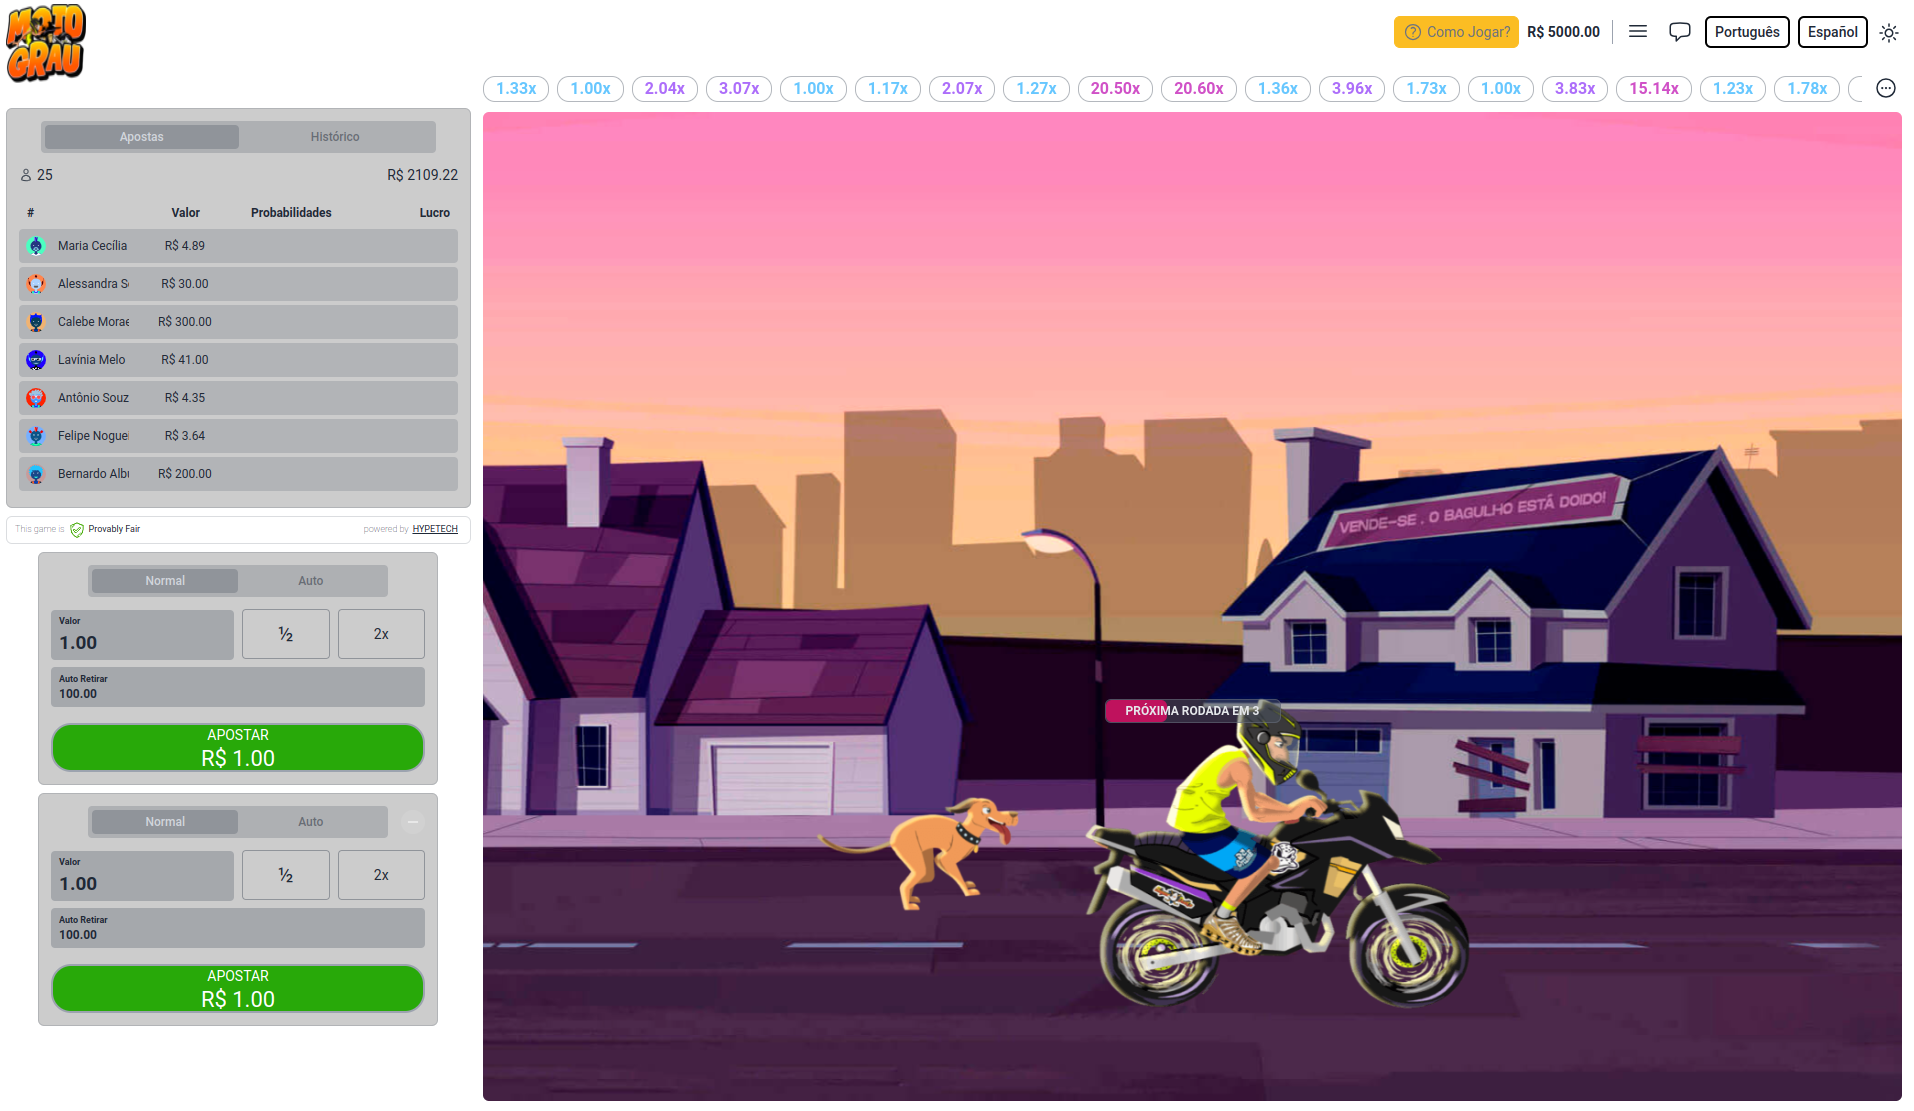 MOTO
GRAU
Como Jogar?
R$ 5000.00
Português
Español
1.33x 1.00x 2.04x 3.07x 1.00x 1.17x 2.07x 1.27x 20.50x 20.60x 1.36x 3.96x 1.73x 1.00x 3.83x 15.14x 1.23x 1.78x
Apostas Histórico
25 R$ 2109.22
# Valor Probabilidades Lucro
Maria Cecília R$ 4.89
Alessandra S R$ 30.00
Calebe Morae R$ 300.00
Lavínia Melo R$ 41.00
Antônio Souz R$ 4.35
Felipe Noguei R$ 3.64
Bernardo Albu R$ 200.00
This game is Provably Fair powered by HYPETECH
Normal Auto
Valor
1.00 ½ 2x
Auto Retirar
100.00
APOSTAR
R$ 1.00
Normal Auto
Valor
1.00 ½ 2x
Auto Retirar
100.00
APOSTAR
R$ 1.00
VENDE-SE . O BAGULHO ESTÁ DOIDO!
PRÓXIMA RODADA EM 3